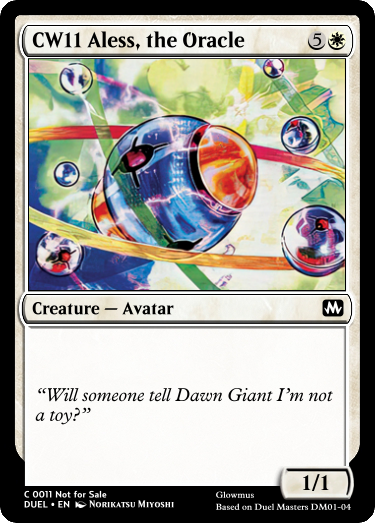 CW11 Aless, the Oracle 5
Creature — Avatar
“Will someone tell Dawn Giant I’m not
a toy?”
1/1
C 0011 Not for Sale
DUEL • EN Norikatsu Miyoshi
Glowmus
Based on Duel Masters DM01-04